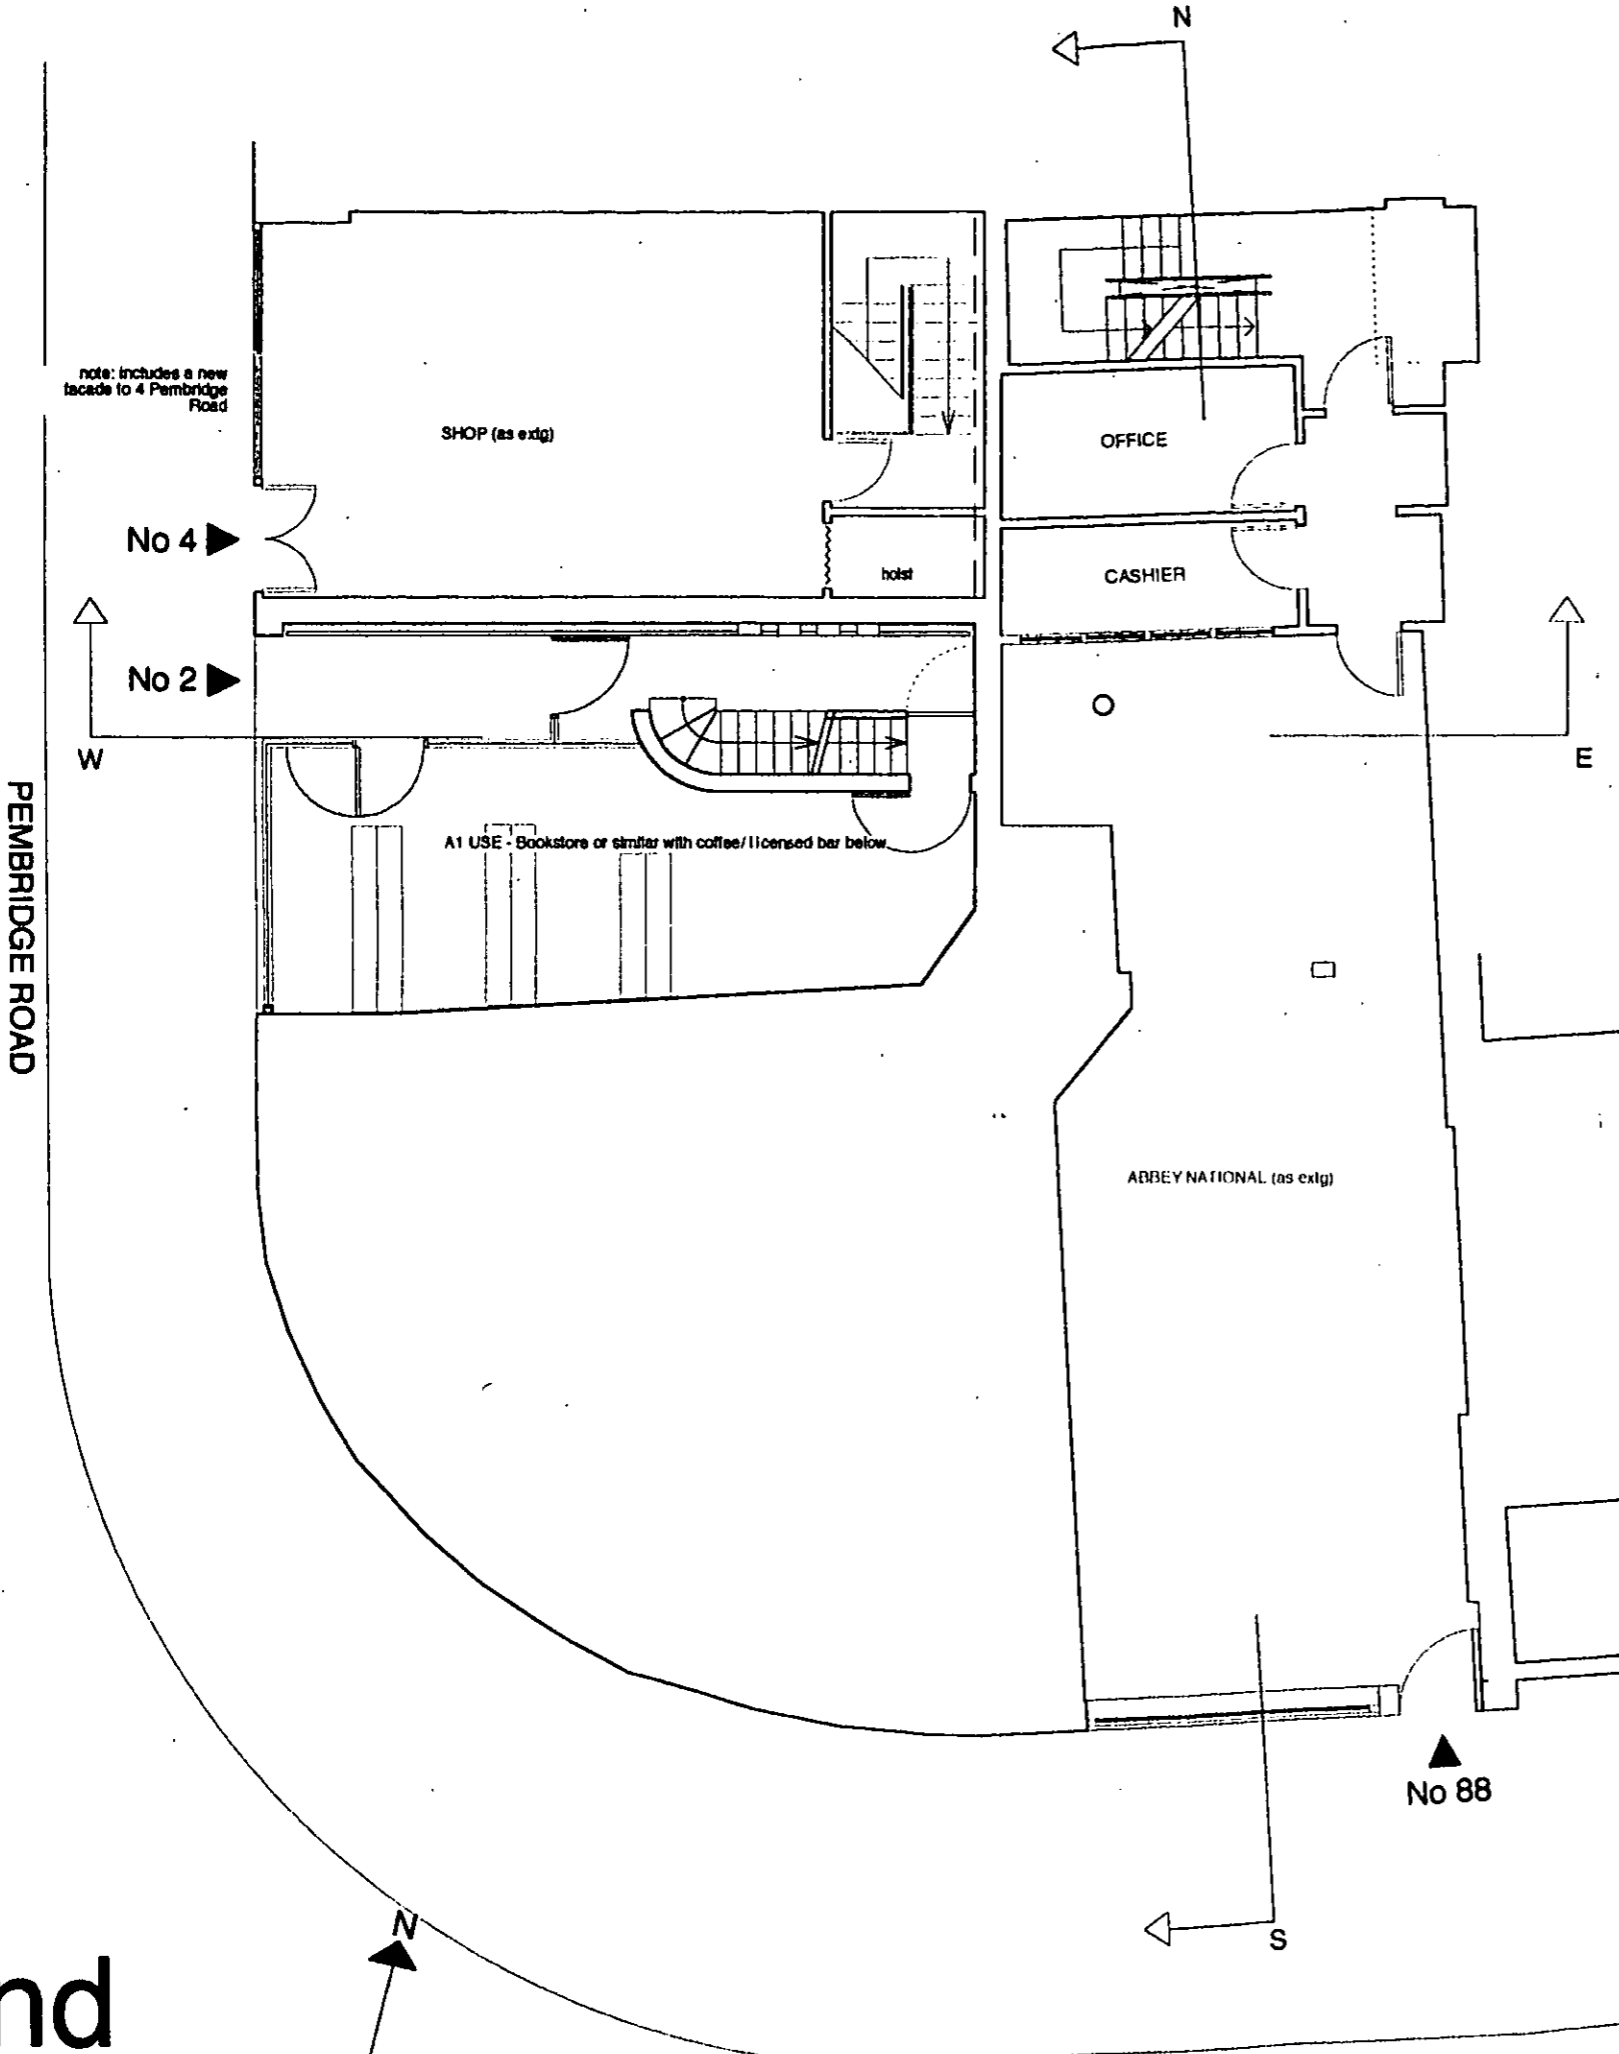 N
note: includes a new
facade to 4 Pembridge
Road
SHOP (as extg)
OFFICE
No 4
hoist
CASHIER
No 2
W
E
PEMBRIDGE ROAD
A1 USE - Bookstore or similar with coffee/ licensed bar below
ABBEY NATIONAL (as extg)
No 88
N
S
nd